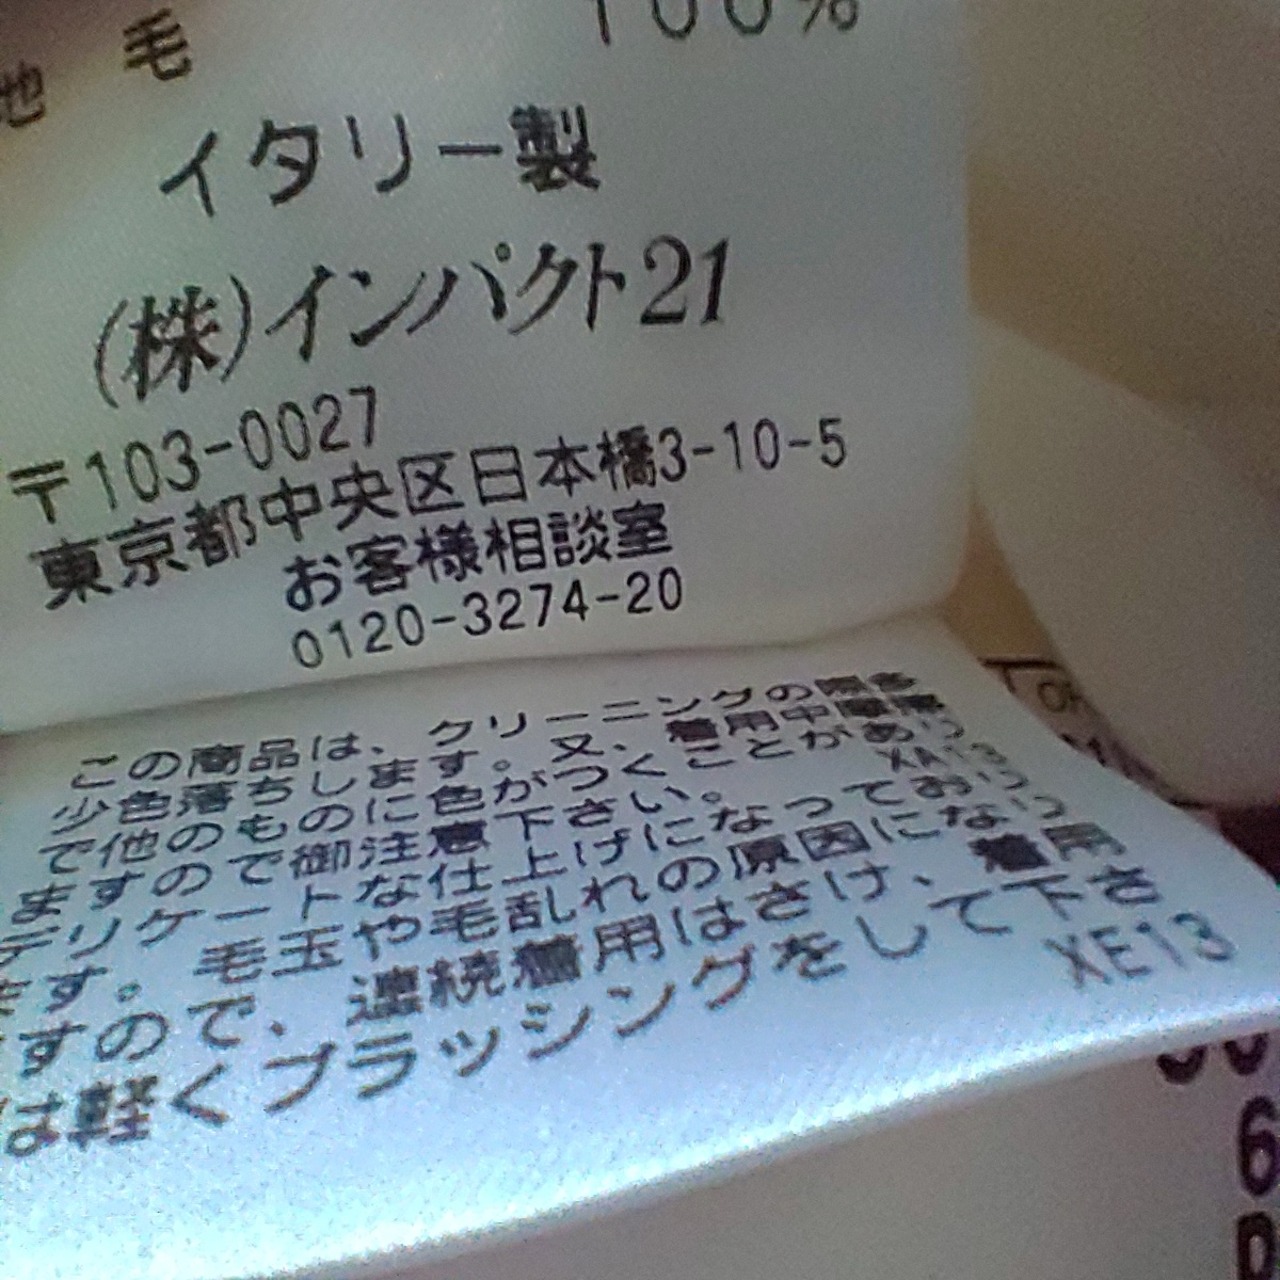 地 毛 100%
イタリー製
(株)インパクト21
〒103-0027
東京都中央区日本橋3-10-5
お客様相談室
0120-3274-20
この商品は、クリーニングの際多
少色落ちします。又、着用中摩擦
で他のものに色がつくことがあり
ますので御注意下さい。 XA13
デリケートな仕上げになっており
ます。毛玉や毛乱れの原因になり
ますので、連続着用はさけ、着用
は軽くブラッシングをして下さ
XE13
6